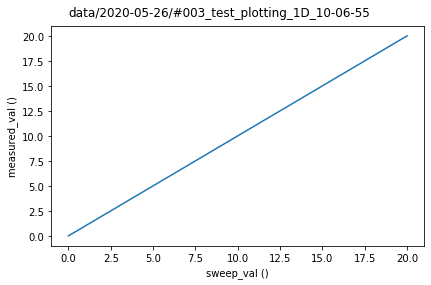 data/2020-05-26/#003_test_plotting_1D_10-06-55
20.0
17.5
15.0
12.5
10.0
7.5
5.0
2.5
0.0
measured_val ()
0.0 2.5 5.0 7.5 10.0 12.5 15.0 17.5 20.0
sweep_val ()